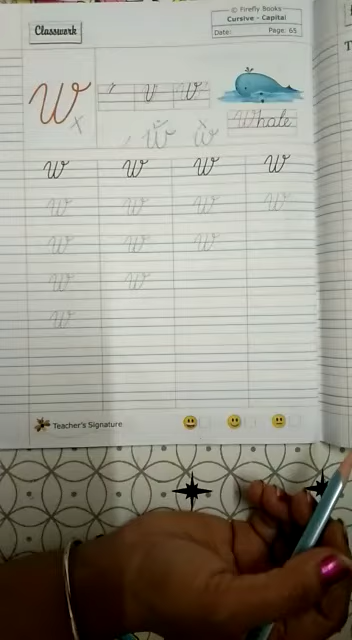 Classwork
© Firefly Books
Cursive - Capital
Date: Page: 65
W
W
Whale
W W W W
W W W W
W W W
W W
W
Teacher's Signature